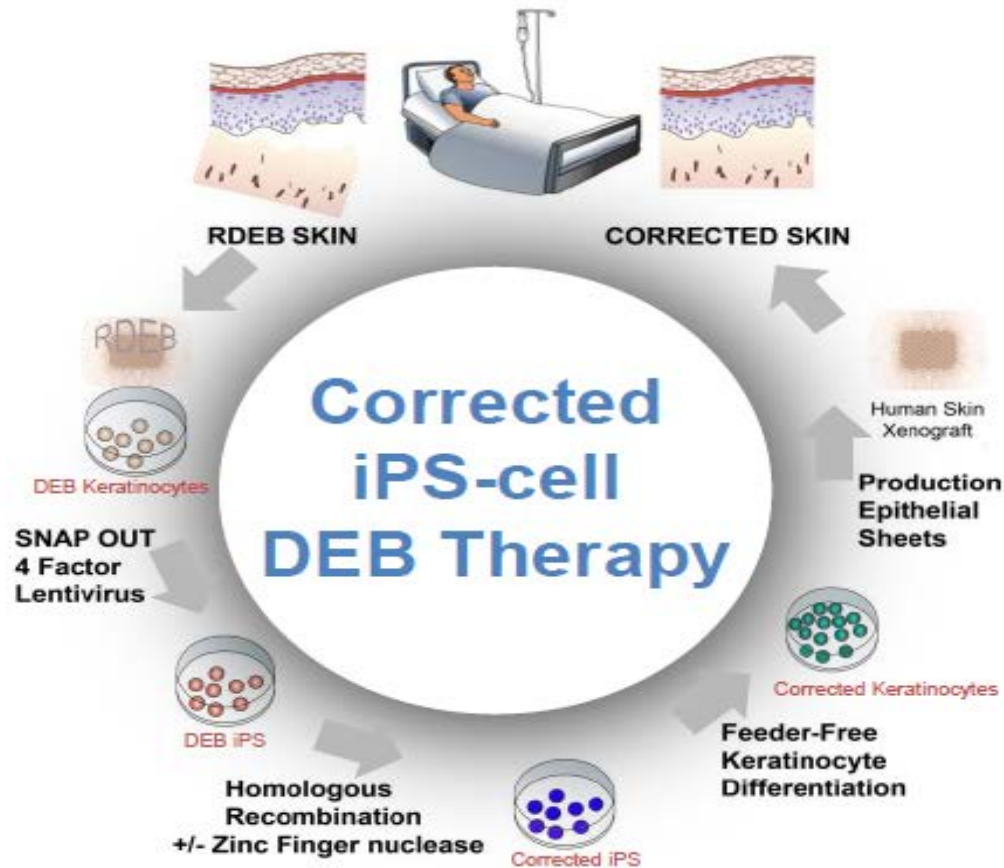 RDEB SKIN
CORRECTED SKIN
RDEB
DEB Keratinocytes
SNAP OUT
4 Factor
Lentivirus
DEB iPS
Homologous
Recombination
+/- Zinc Finger nuclease
Corrected iPS
Feeder-Free
Keratinocyte
Differentiation
Corrected Keratinocytes
Production
Epithelial
Sheets
Human Skin
Xenograft
Corrected
iPS-cell
DEB Therapy